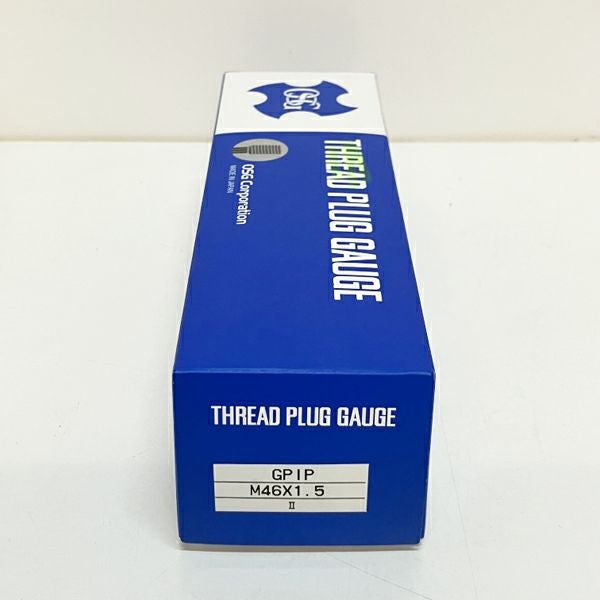 OSG
THREAD PLUG GAUGE
OSG Corporation
MADE IN JAPAN
THREAD PLUG GAUGE
GPIP
M46X1.5
II